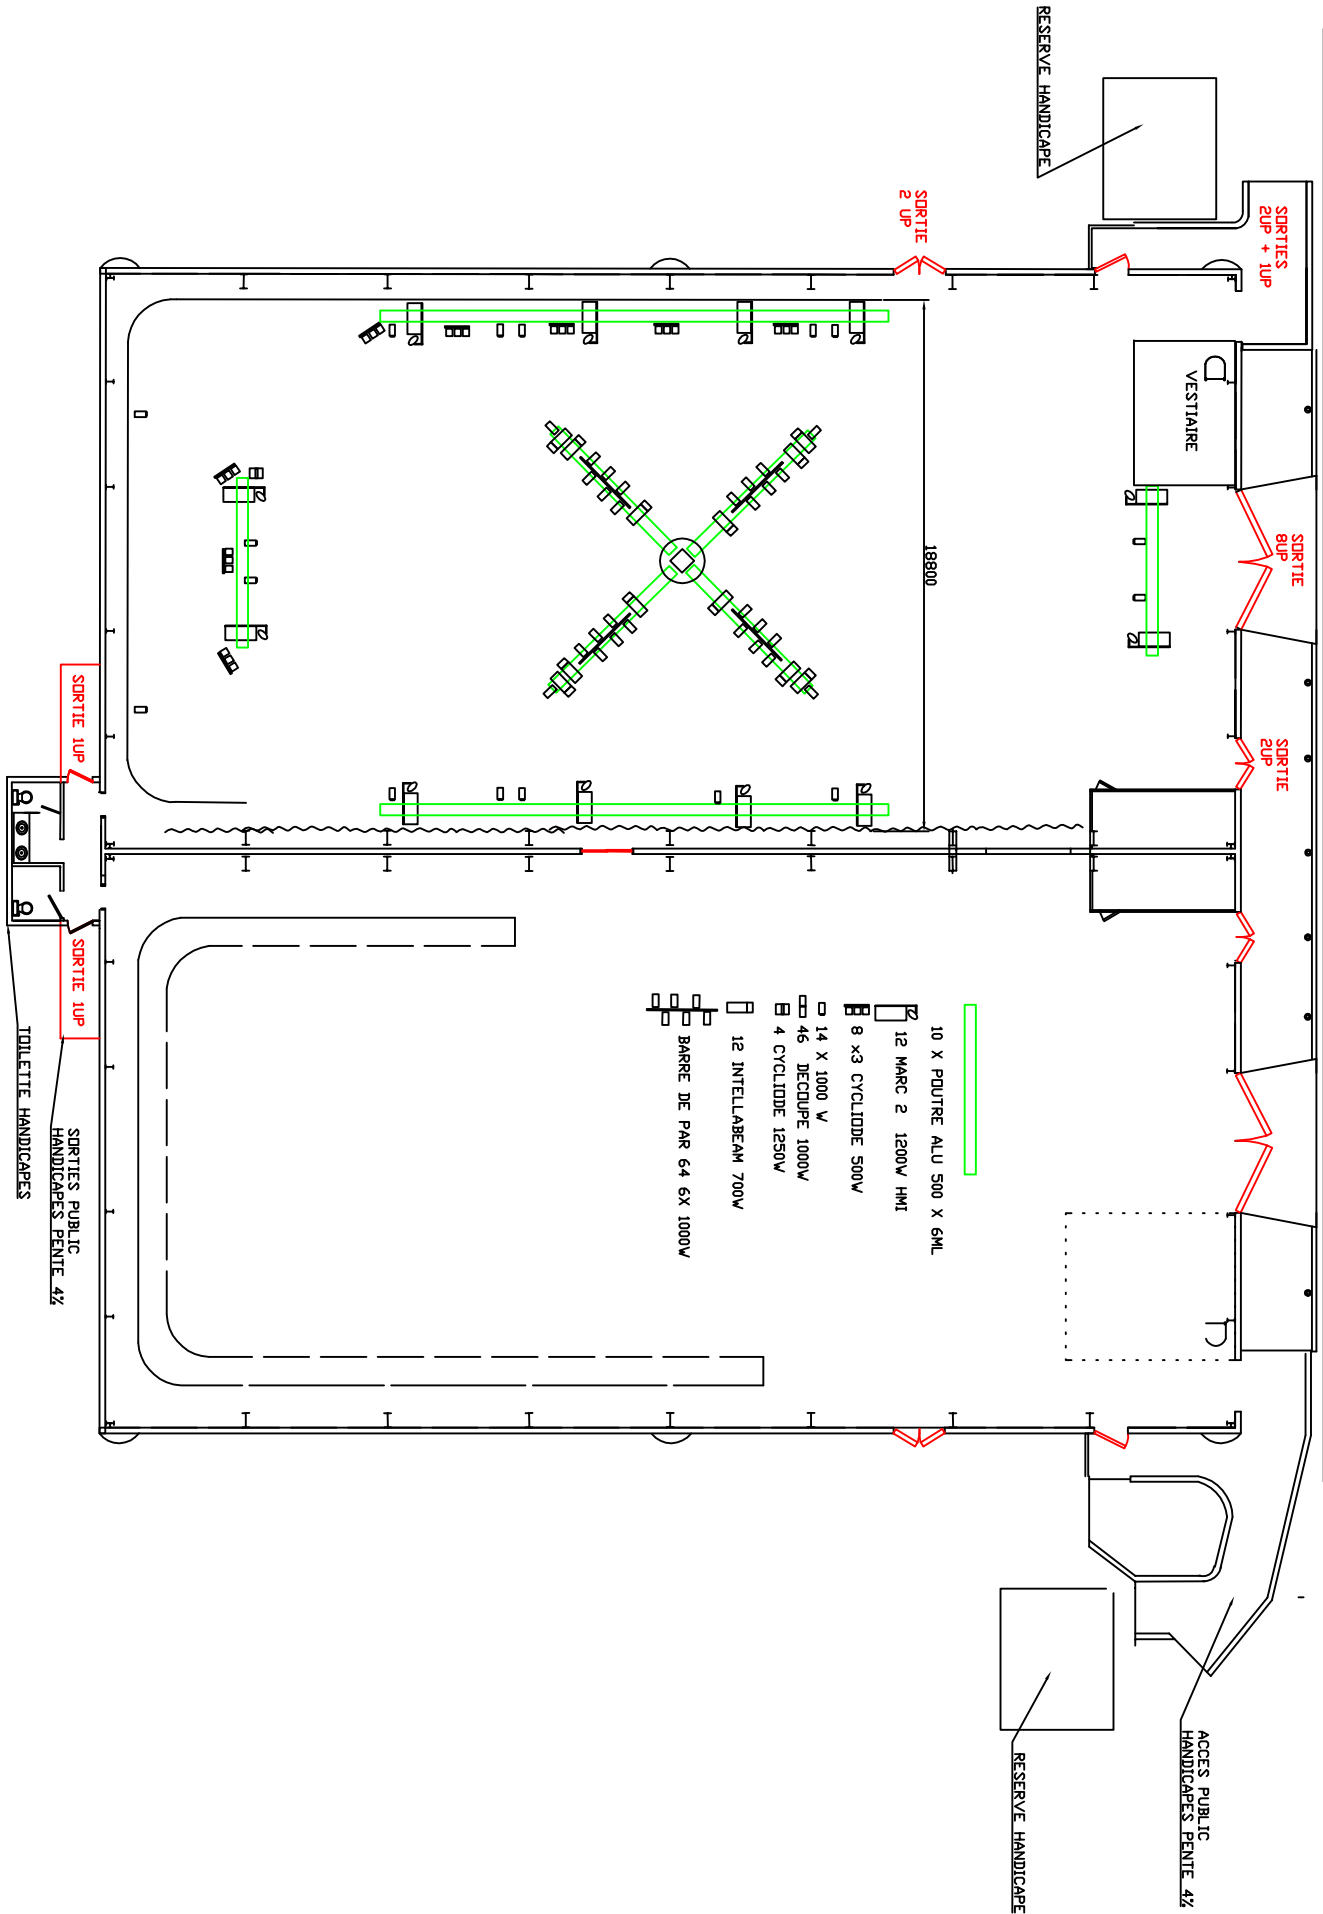 RESERVE HANDICAPE
SORTIES
2UP + 1UP
SORTIE
2 UP
VESTIAIRE
SORTIE
8UP
18800
SORTIE
2UP
SORTIE 1UP
SORTIE 1UP
10 X POUTRE ALU 500 X 6ML
12 MARC 2 1200W HMI
8 x3 CYCLIODE 500W
14 X 1000 W
46 DECOUPE 1000W
4 CYCLIODE 1250W
12 INTELLABEAM 700W
BARRE DE PAR 64 6X 1000W
TOILETTE HANDICAPES
SORTIES PUBLIC
HANDICAPES PENTE 4%
ACCES PUBLIC
HANDICAPES PENTE 4%
RESERVE HANDICAPE